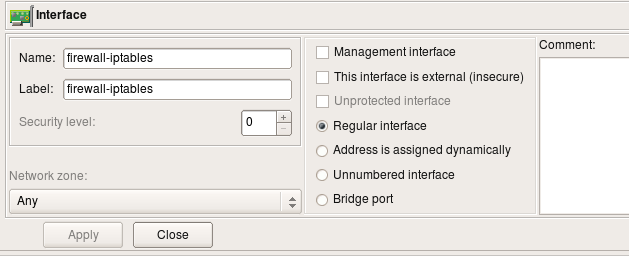 Interface
Name: firewall-iptables
Label: firewall-iptables
Security level: 0
Network zone:
Any
Management interface
This interface is external (insecure)
Unprotected interface
Regular interface
Address is assigned dynamically
Unnumbered interface
Bridge port
Comment:
Apply
Close